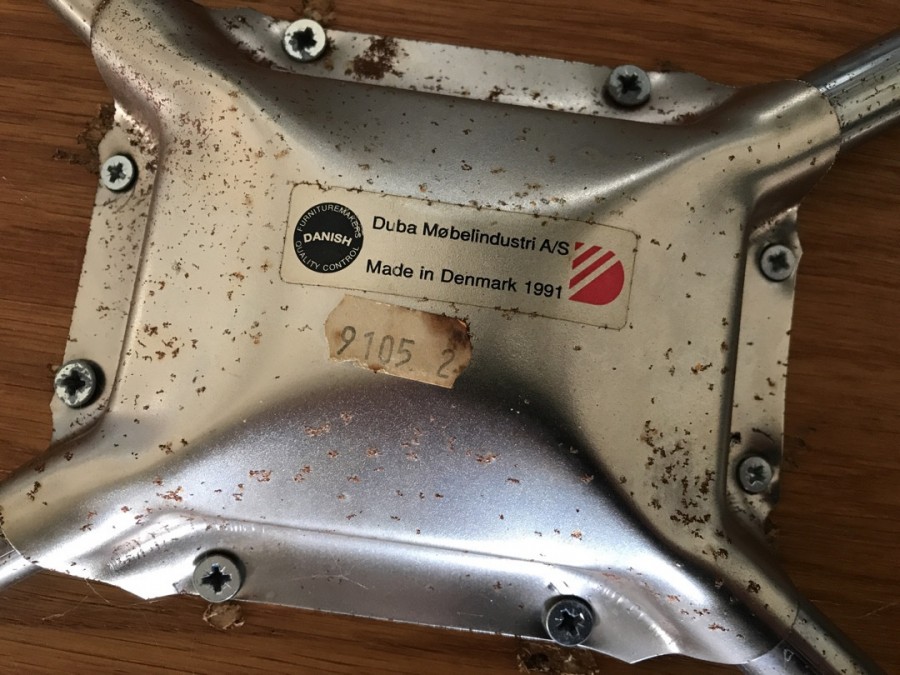 FURNITUREMAKERS
DANISH
QUALITY CONTROL
Duba Møbelindustri A/S
Made in Denmark 1991
9105 2